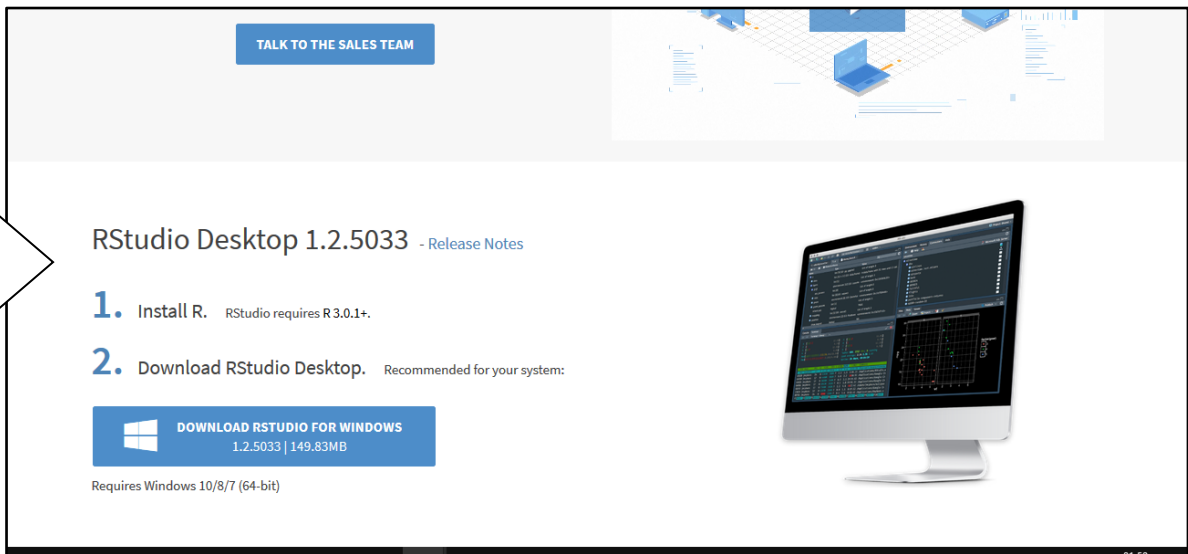 TALK TO THE SALES TEAM
RStudio Desktop 1.2.5033 - Release Notes
1. Install R. RStudio requires R 3.0.1+.
2. Download RStudio Desktop. Recommended for your system:
DOWNLOAD RSTUDIO FOR WINDOWS
1.2.5033 | 149.83MB
Requires Windows 10/8/7 (64-bit)